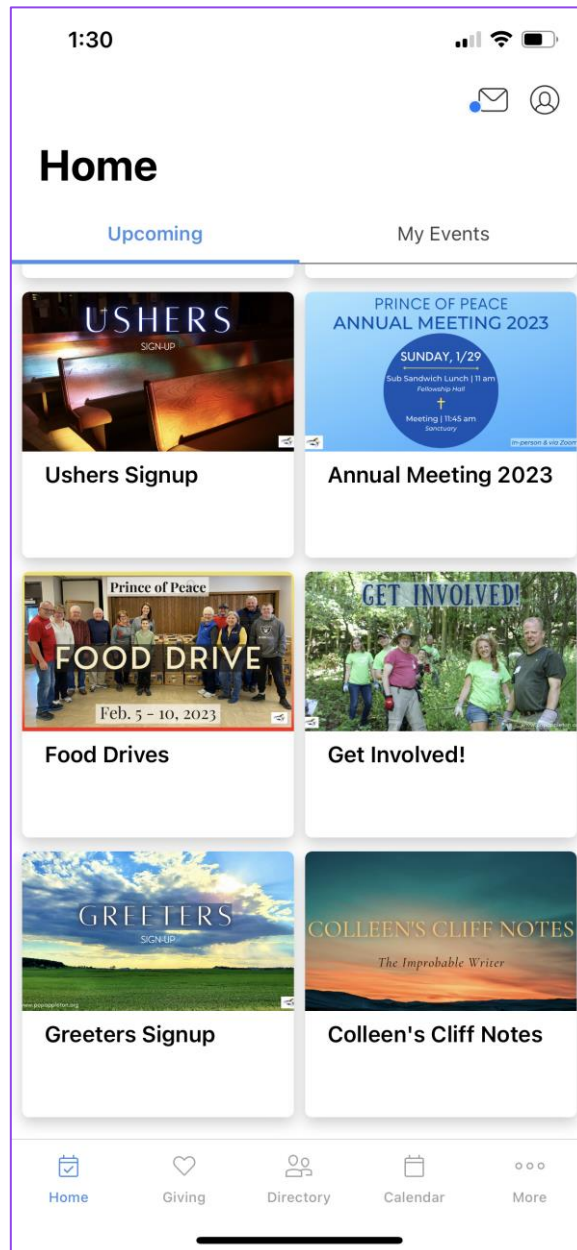 1:30
Home
Upcoming
My Events
USHERS
SIGN-UP
Ushers Signup
PRINCE OF PEACE
ANNUAL MEETING 2023
SUNDAY, 1/29
Sub Sandwich Lunch | 11 am
Fellowship Hall
Meeting | 11:45 am
Sanctuary
In-person & via Zoom
Annual Meeting 2023
Prince of Peace
FOOD DRIVE
Feb. 5 - 10, 2023
Food Drives
GET INVOLVED!
Get Involved!
GREETERS
SIGN-UP
www.popappleton.org
Greeters Signup
COLLEEN'S CLIFF NOTES
The Improbable Writer
Colleen's Cliff Notes
Home
Giving
Directory
Calendar
More